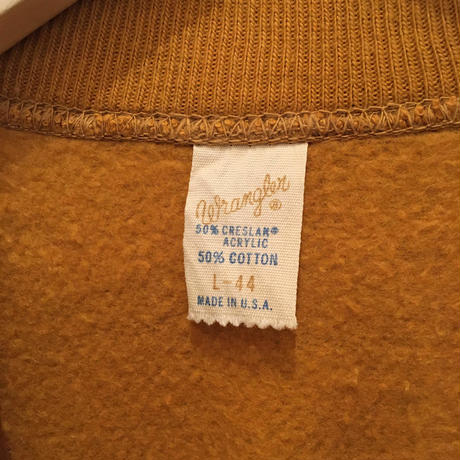 Wrangler®
50% CRESLAN®
ACRYLIC
50% COTTON
L-44
MADE IN U.S.A.